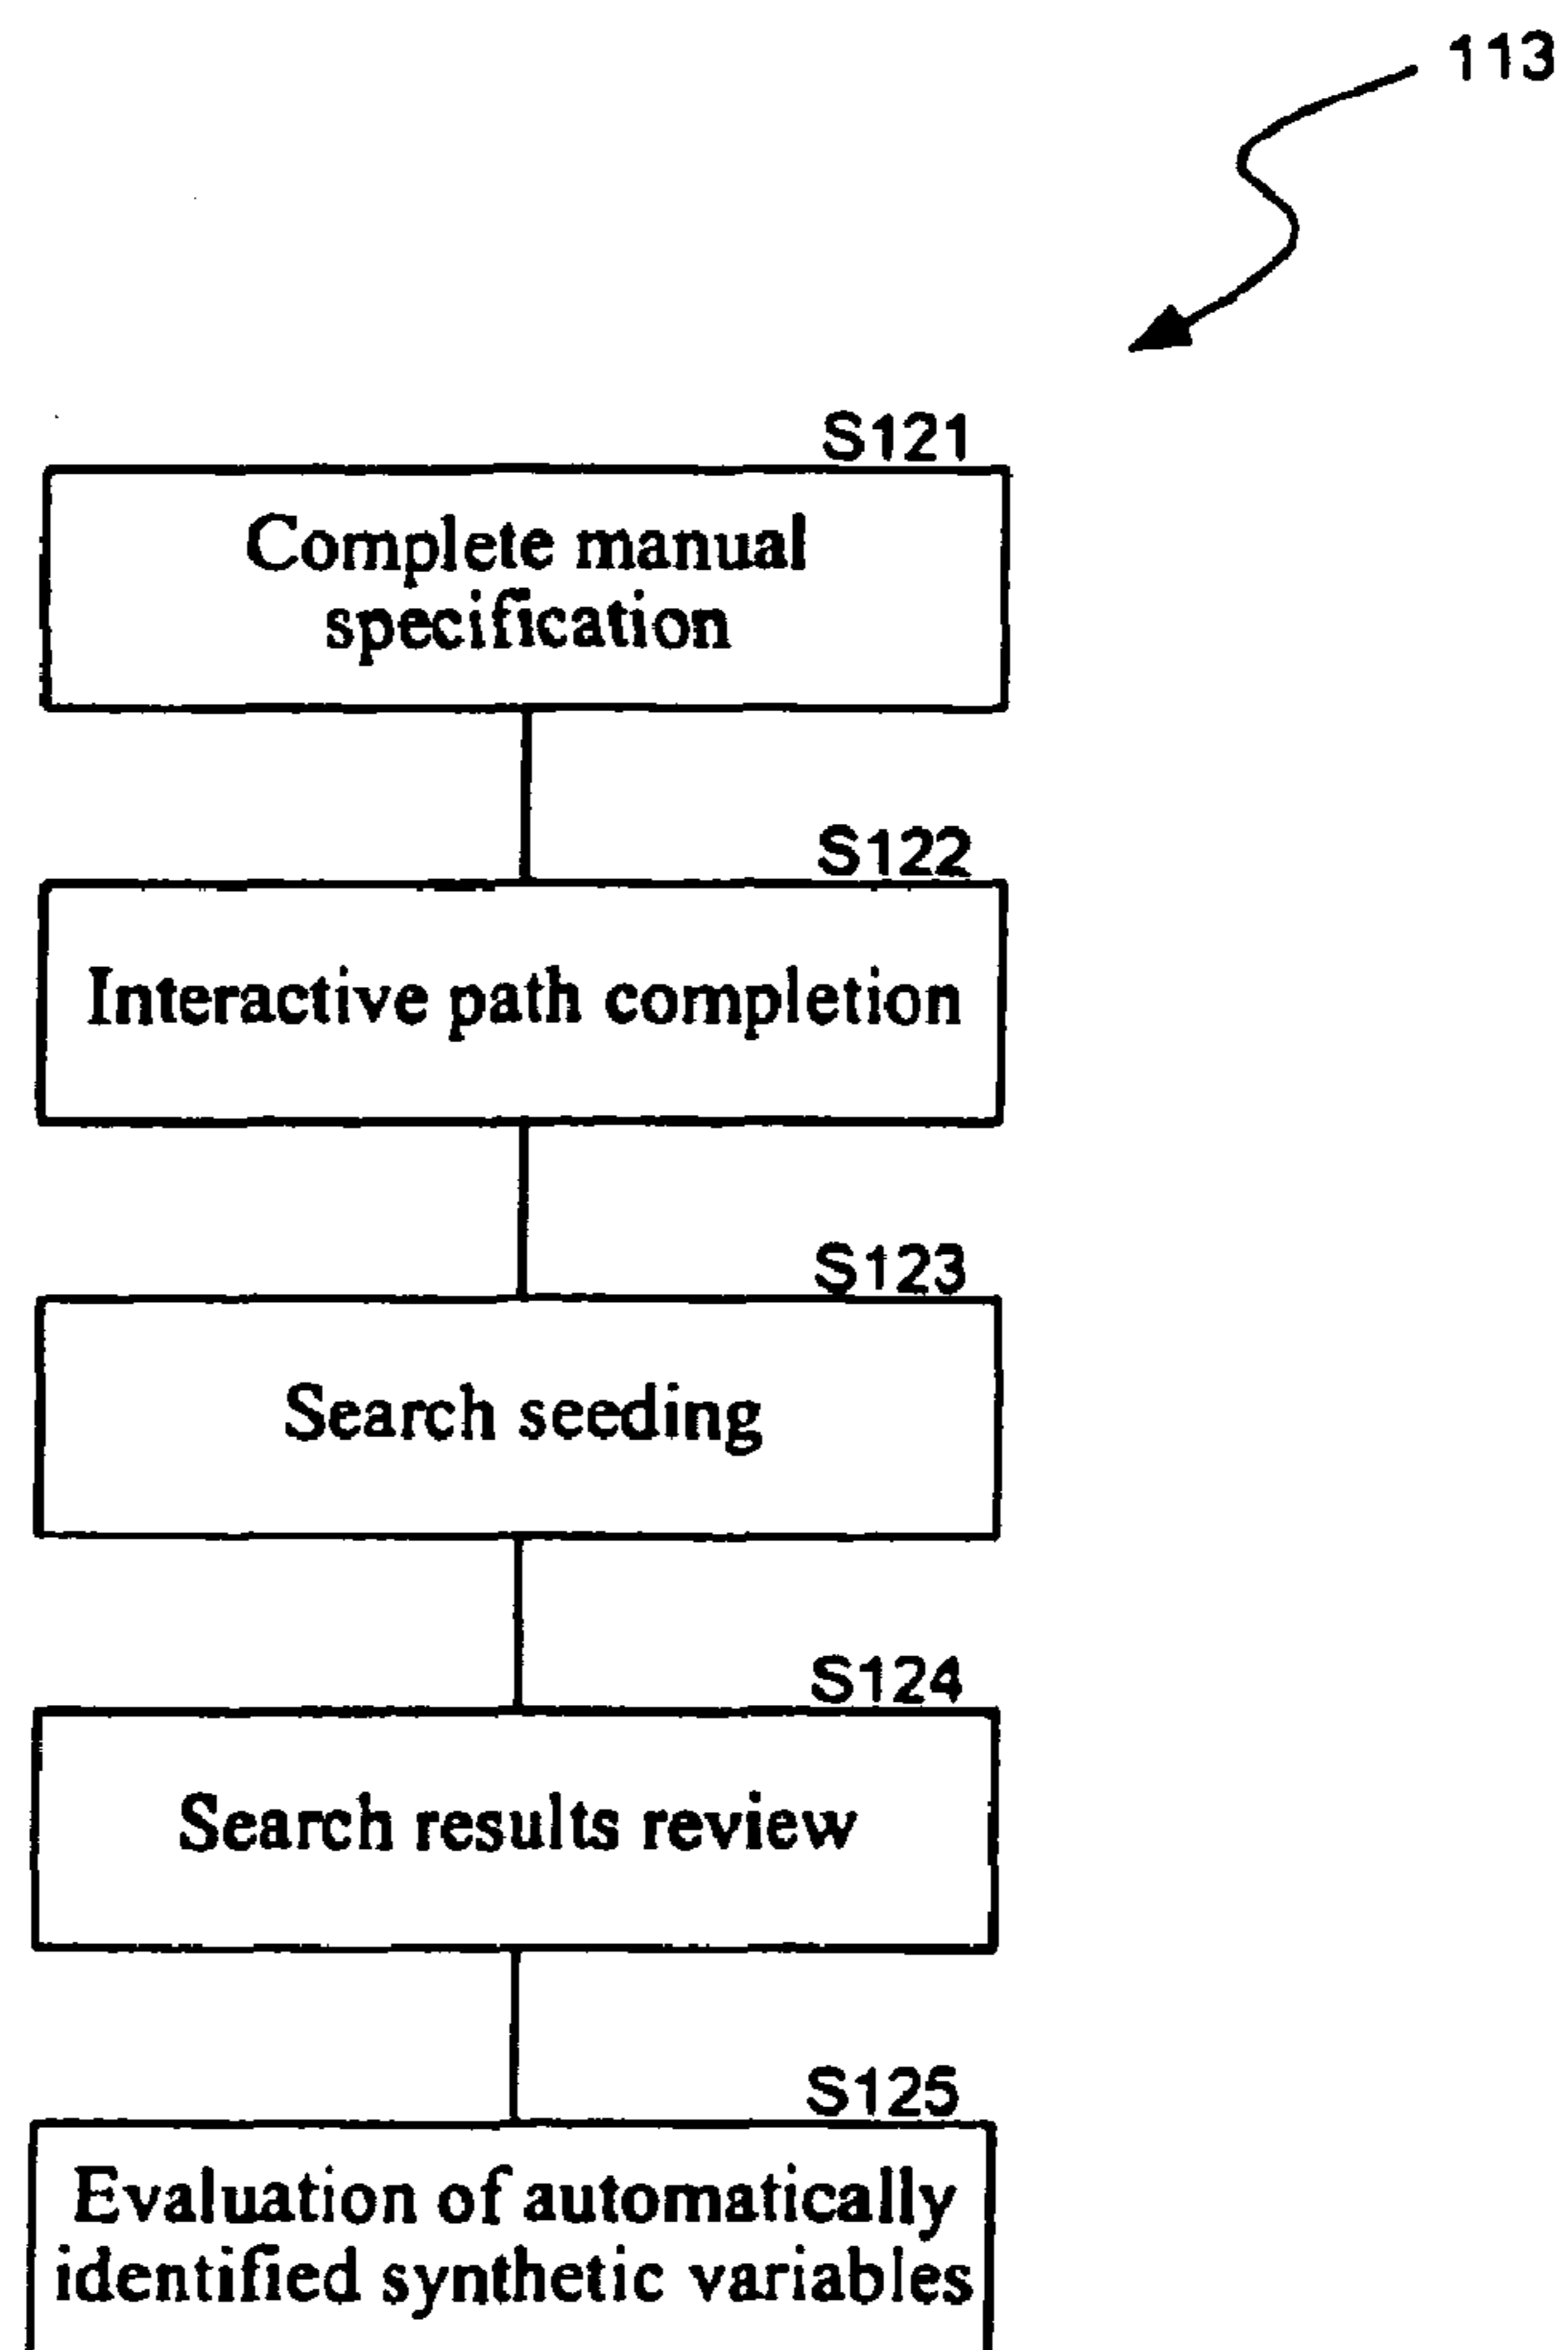 113
S121
Complete manual
specification
S122
Interactive path completion
S123
Search seeding
S124
Search results review
S125
Evaluation of automatically
identified synthetic variables